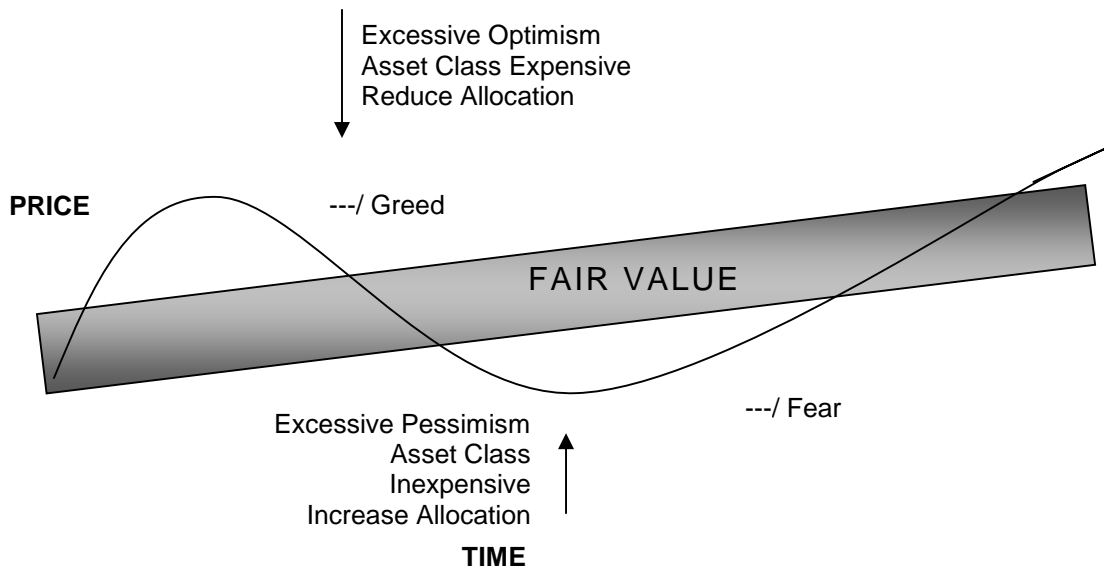 Excessive Optimism
Asset Class Expensive
Reduce Allocation
PRICE
---/ Greed
FAIR VALUE
---/ Fear
Excessive Pessimism
Asset Class
Inexpensive
Increase Allocation
TIME